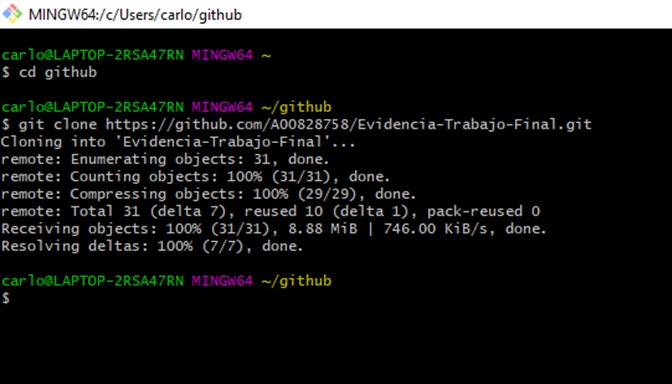 MINGW64:/c/Users/carlo/github
carlo@LAPTOP-2RSA47RN MINGW64 ~
$ cd github
carlo@LAPTOP-2RSA47RN MINGW64 ~/github
$ git clone https://github.com/A00828758/Evidencia-Trabajo-Final.git
Cloning into 'Evidencia-Trabajo-Final'...
remote: Enumerating objects: 31, done.
remote: Counting objects: 100% (31/31), done.
remote: Compressing objects: 100% (29/29), done.
remote: Total 31 (delta 7), reused 10 (delta 1), pack-reused 0
Receiving objects: 100% (31/31), 8.88 MiB | 746.00 KiB/s, done.
Resolving deltas: 100% (7/7), done.
carlo@LAPTOP-2RSA47RN MINGW64 ~/github
$